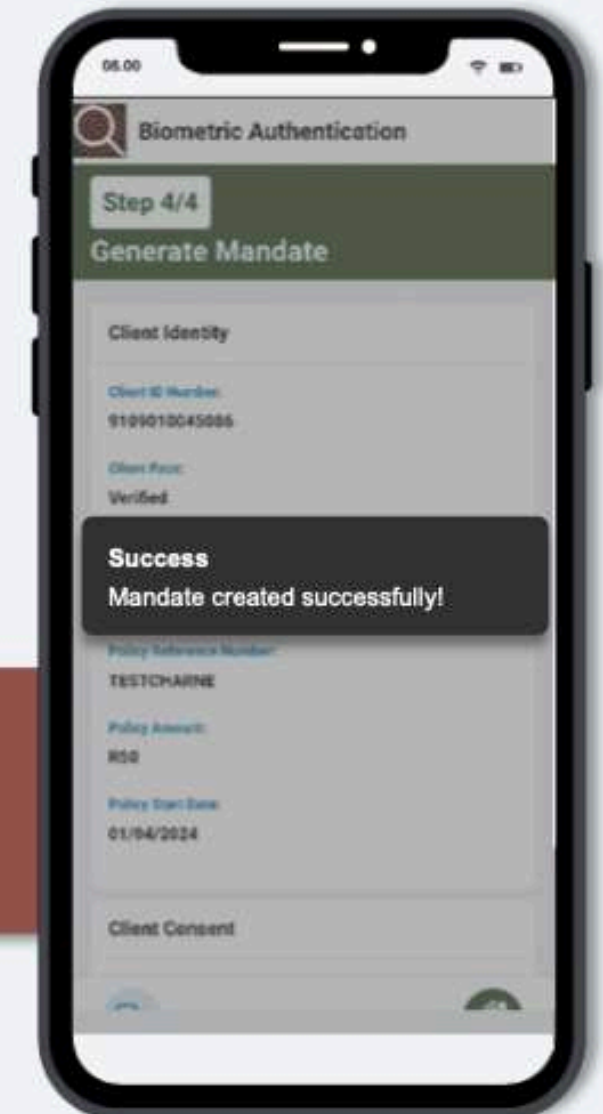 08.00
Biometric Authentication
Step 4/4
Generate Mandate
Client Identity
Client ID Number:
9109010045086
Client Face:
Verified
Success
Mandate created successfully!
Policy Reference Number:
TESTCHARNE
Policy Amount:
R50
Policy Start Date:
01/04/2024
Client Consent